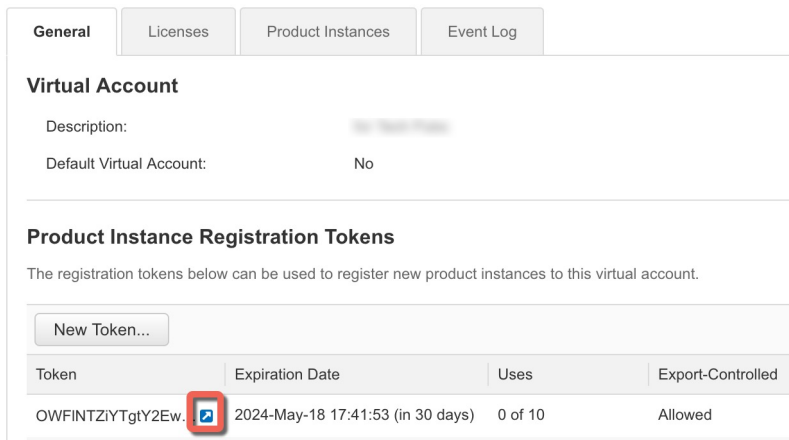 General Licenses Product Instances Event Log
Virtual Account
Description:
Default Virtual Account: No
Product Instance Registration Tokens
The registration tokens below can be used to register new product instances to this virtual account.
New Token...
Token Expiration Date Uses Export-Controlled
OWFINTZiYTgtY2Ew... 2024-May-18 17:41:53 (in 30 days) 0 of 10 Allowed